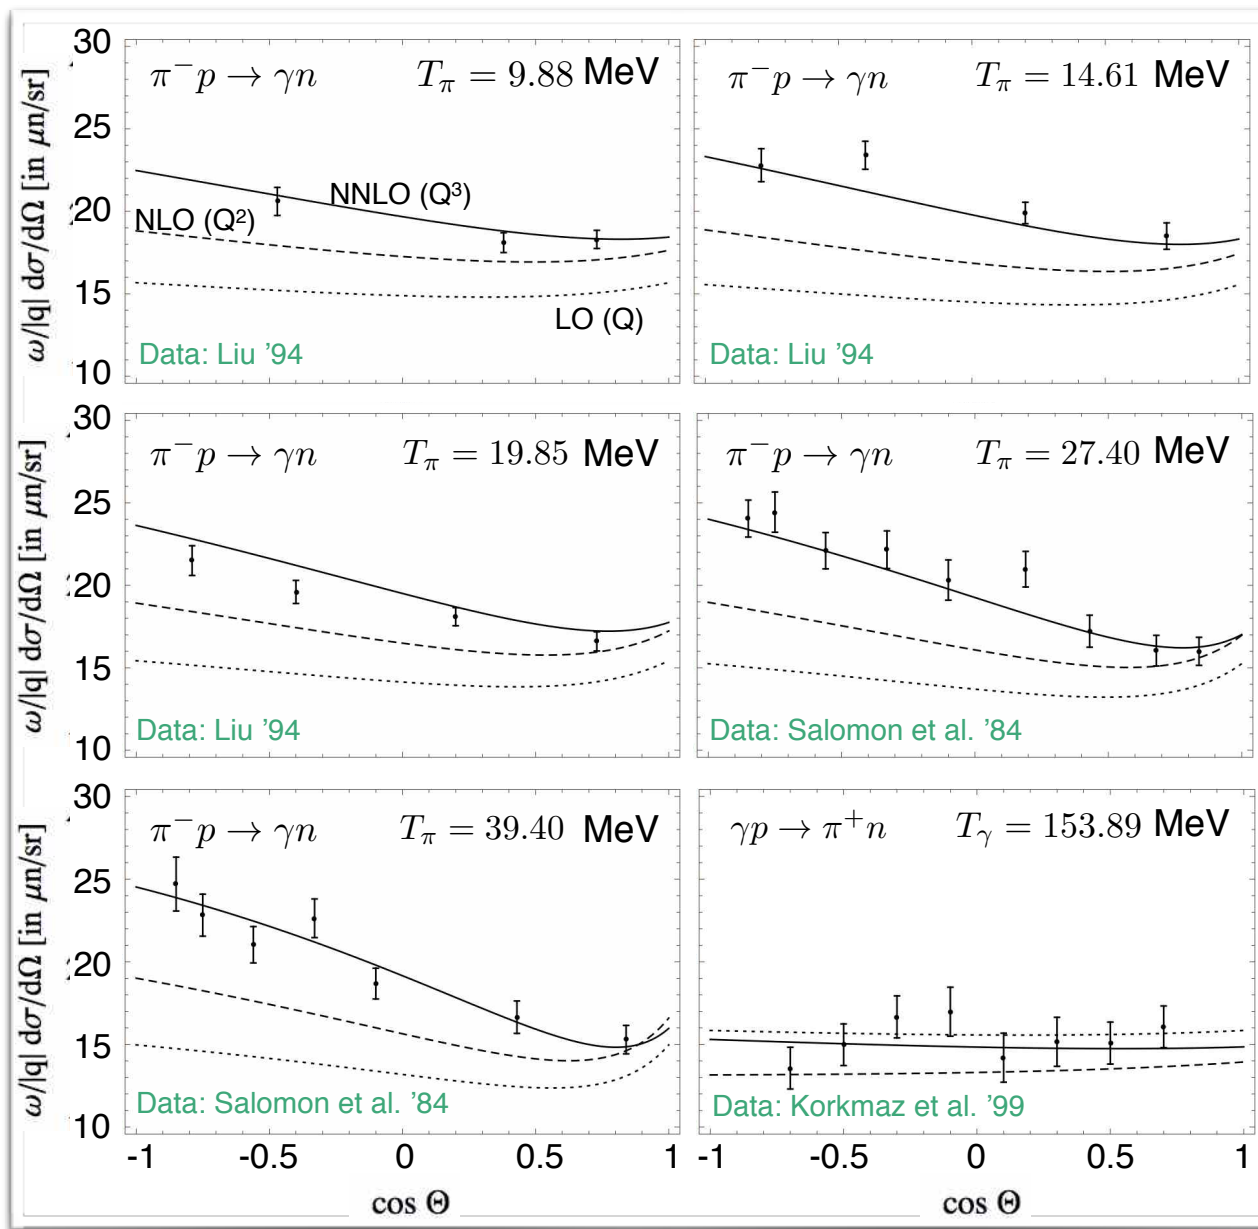 30
25
20
15
10
ω/|q| dσ/dΩ [in μn/sr]
π⁻p → γn
T_π = 9.88 MeV
NNLO (Q³)
NLO (Q²)
LO (Q)
Data: Liu '94
π⁻p → γn
T_π = 14.61 MeV
Data: Liu '94
30
25
20
15
10
ω/|q| dσ/dΩ [in μn/sr]
π⁻p → γn
T_π = 19.85 MeV
Data: Liu '94
π⁻p → γn
T_π = 27.40 MeV
Data: Salomon et al. '84
30
25
20
15
10
ω/|q| dσ/dΩ [in μn/sr]
π⁻p → γn
T_π = 39.40 MeV
Data: Salomon et al. '84
γp → π⁺n
T_γ = 153.89 MeV
Data: Korkmaz et al. '99
-1 -0.5 0 0.5 1
-1 -0.5 0 0.5 1
cos Θ
cos Θ